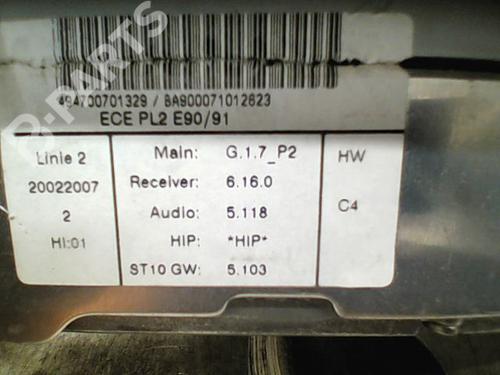 B-PARTS
494700701329 / BA900071012623
ECE PL2 E90/91
Linie 2
20022007
2
HI:01
Main: G.1.7_P2
Receiver: 6.16.0
Audio: 5.118
HIP: *HIP*
ST10 GW: 5.103
HW
C4